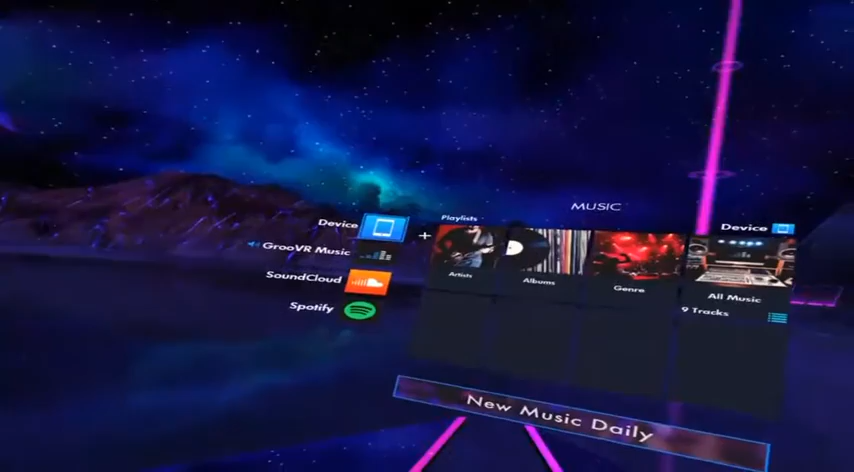 MUSIC
Device
Playlists
Device
GrooVR Music
SoundCloud
Spotify
Artists
Albums
Genre
All Music
9 Tracks
New Music Daily